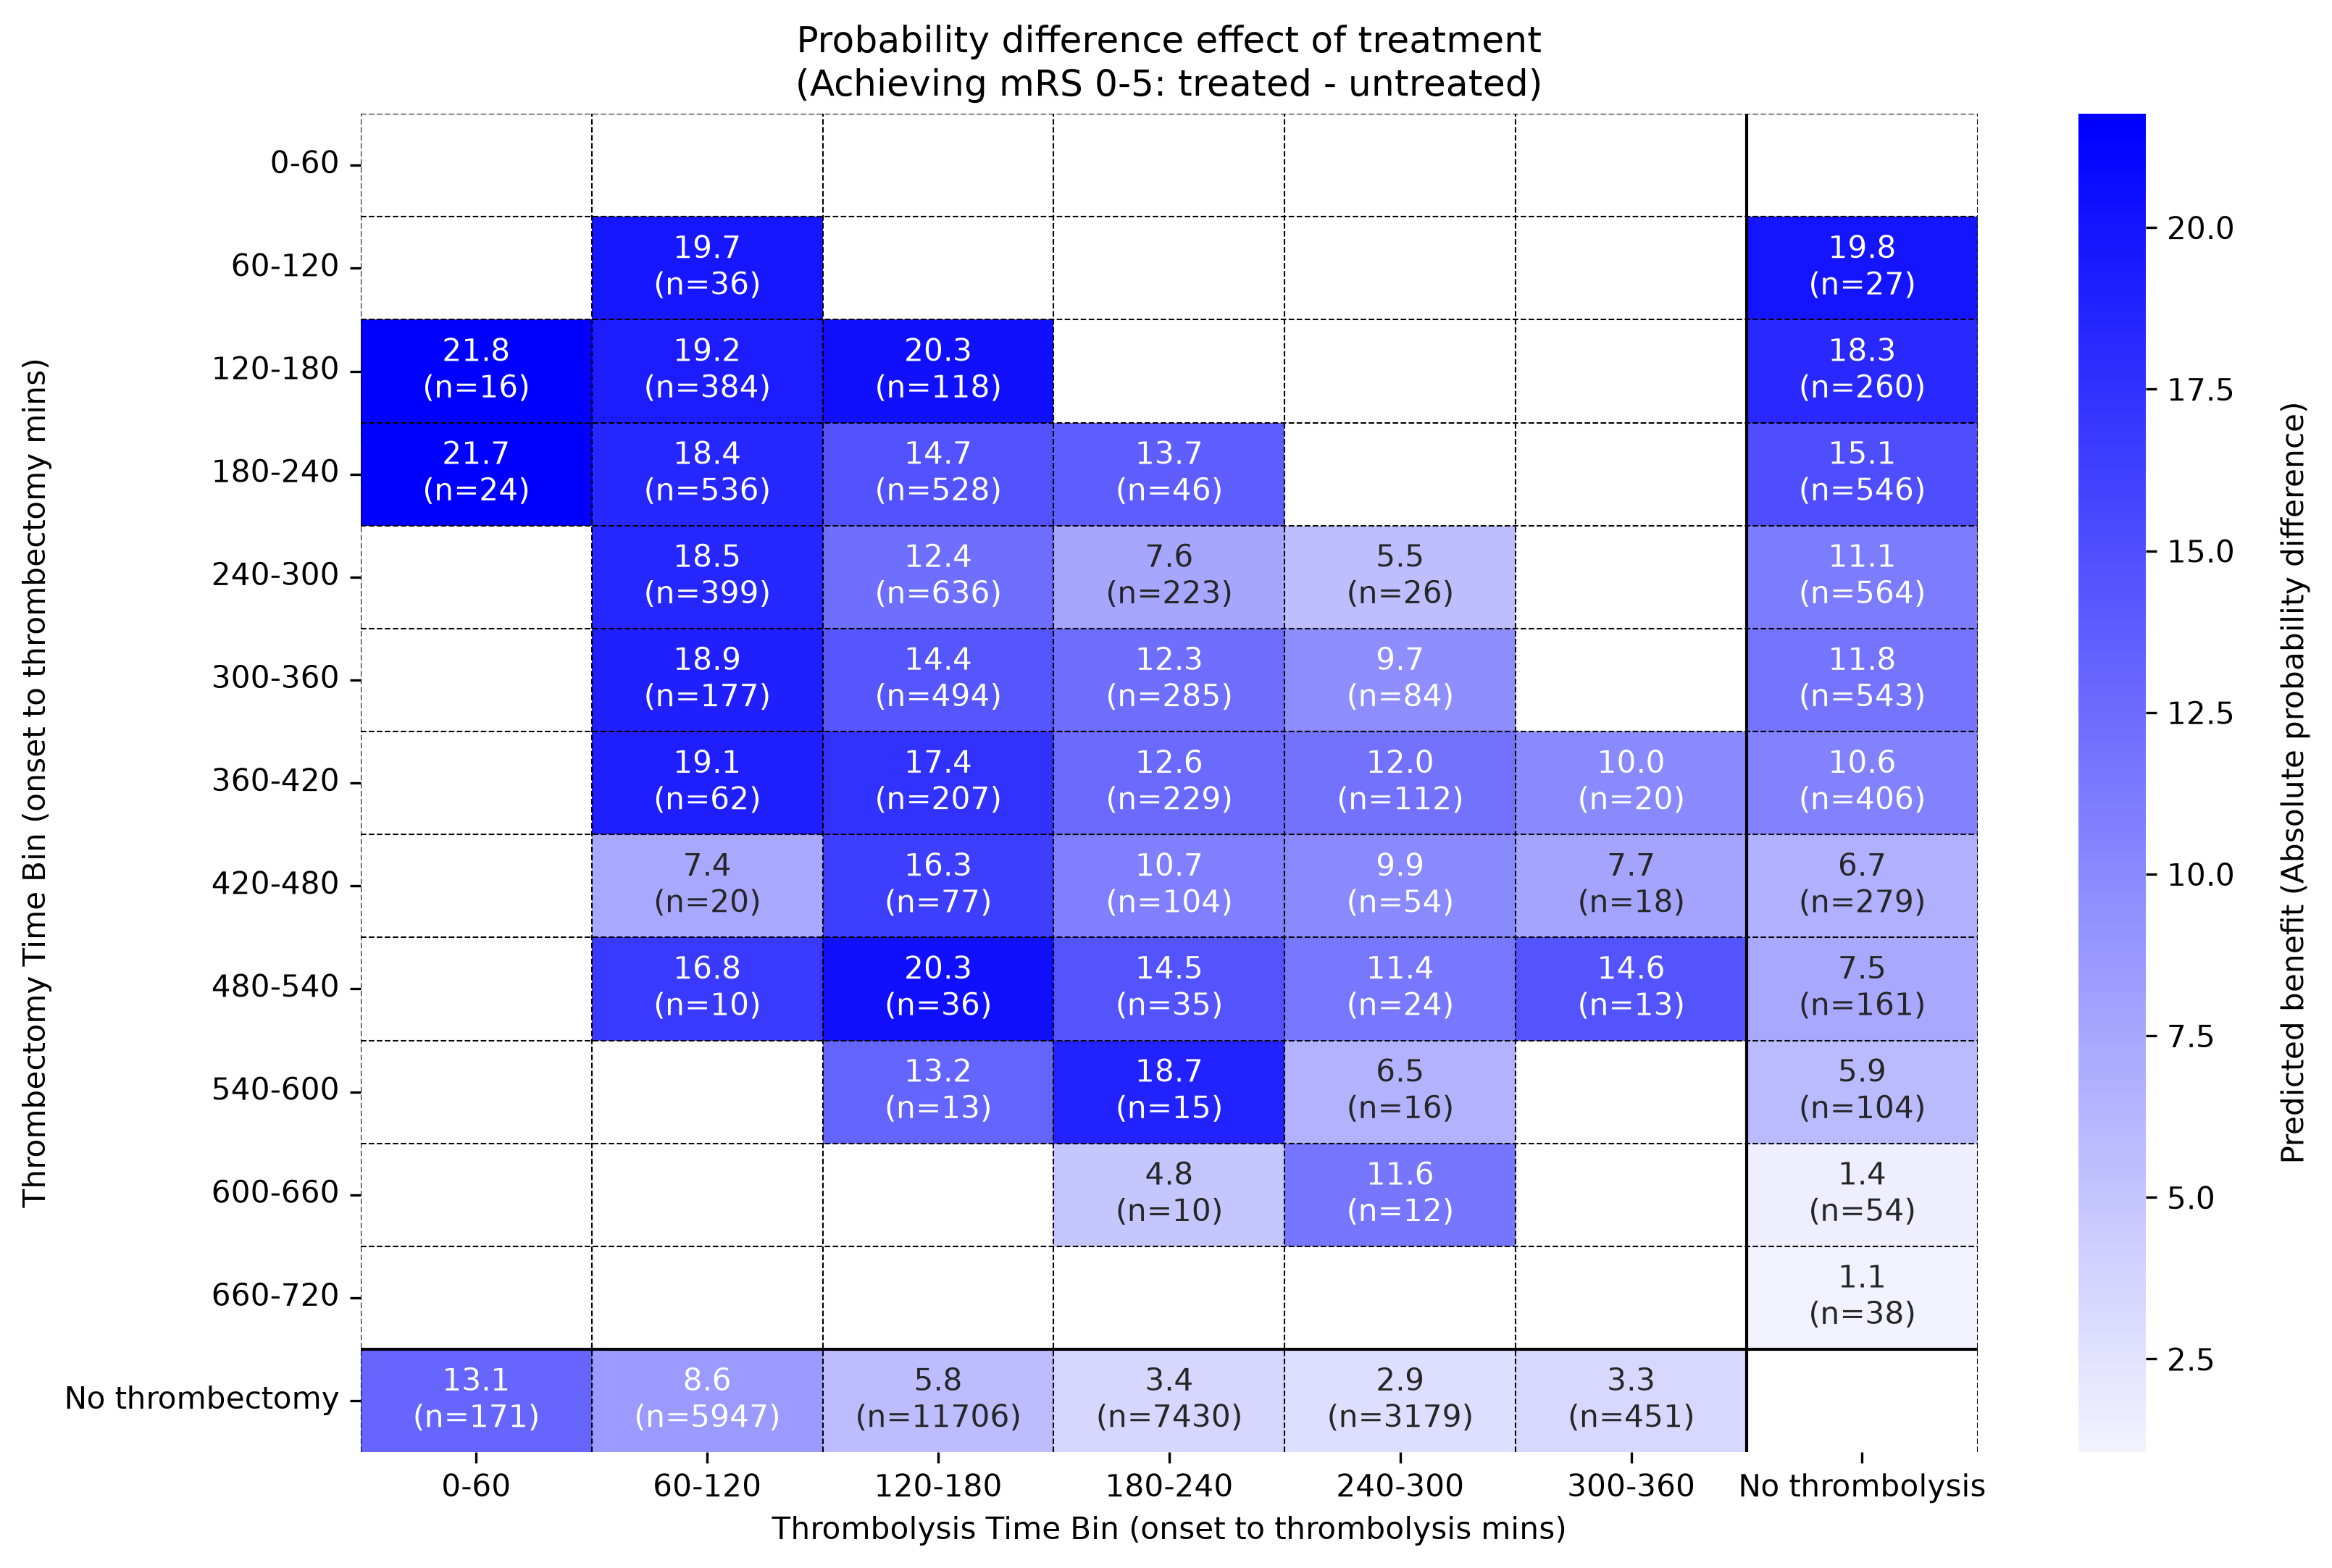 Probability difference effect of treatment
(Achieving mRS 0-5: treated - untreated)
Thrombectomy Time Bin (onset to thrombectomy mins)
0-60
60-120
19.7
(n=36)
19.8
(n=27)
120-180
21.8
(n=16)
19.2
(n=384)
20.3
(n=118)
18.3
(n=260)
180-240
21.7
(n=24)
18.4
(n=536)
14.7
(n=528)
13.7
(n=46)
15.1
(n=546)
240-300
18.5
(n=399)
12.4
(n=636)
7.6
(n=223)
5.5
(n=26)
11.1
(n=564)
300-360
18.9
(n=177)
14.4
(n=494)
12.3
(n=285)
9.7
(n=84)
11.8
(n=543)
360-420
19.1
(n=62)
17.4
(n=207)
12.6
(n=229)
12.0
(n=112)
10.0
(n=20)
10.6
(n=406)
420-480
7.4
(n=20)
16.3
(n=77)
10.7
(n=104)
9.9
(n=54)
7.7
(n=18)
6.7
(n=279)
480-540
16.8
(n=10)
20.3
(n=36)
14.5
(n=35)
11.4
(n=24)
14.6
(n=13)
7.5
(n=161)
540-600
13.2
(n=13)
18.7
(n=15)
6.5
(n=16)
5.9
(n=104)
600-660
4.8
(n=10)
11.6
(n=12)
1.4
(n=54)
660-720
1.1
(n=38)
No thrombectomy
13.1
(n=171)
8.6
(n=5947)
5.8
(n=11706)
3.4
(n=7430)
2.9
(n=3179)
3.3
(n=451)
0-60
60-120
120-180
180-240
240-300
300-360
No thrombolysis
Thrombolysis Time Bin (onset to thrombolysis mins)
20.0
17.5
15.0
12.5
10.0
7.5
5.0
2.5
Predicted benefit (Absolute probability difference)